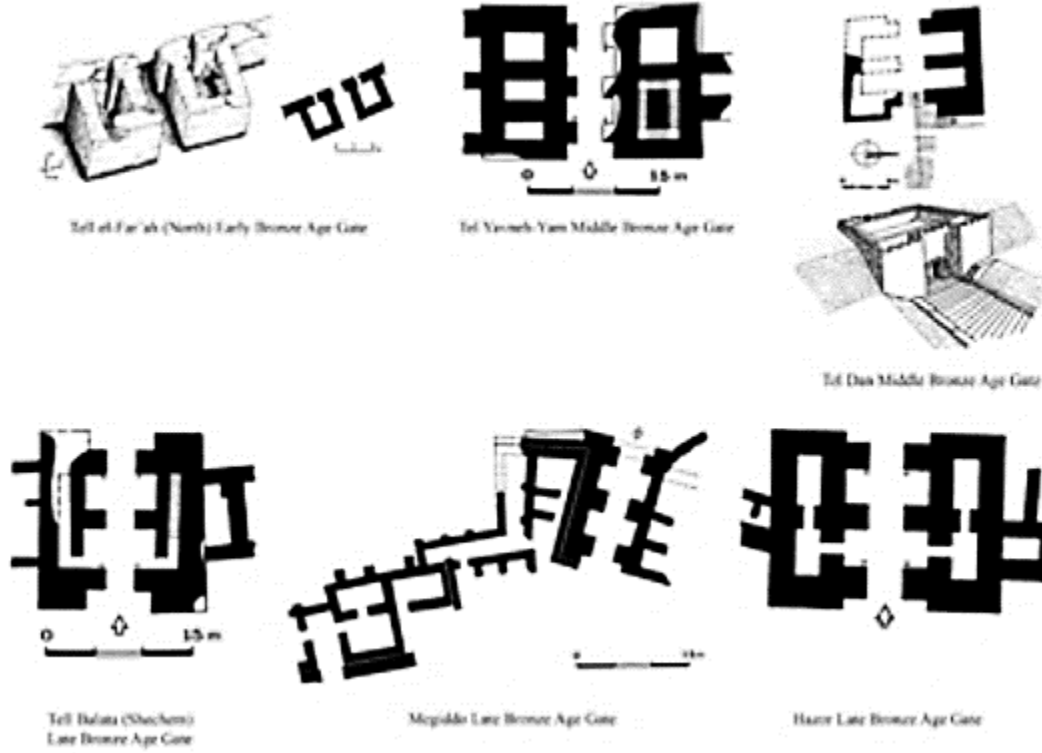 Tell el-Far'ah (North) Early Bronze Age Gate
0 15 m
Tel Yavneh-Yam Middle Bronze Age Gate
Tel Dan Middle Bronze Age Gate
0 15 m
Tell Balata (Shechem)
Late Bronze Age Gate
0 15 m
Megiddo Late Bronze Age Gate
Hazor Late Bronze Age Gate